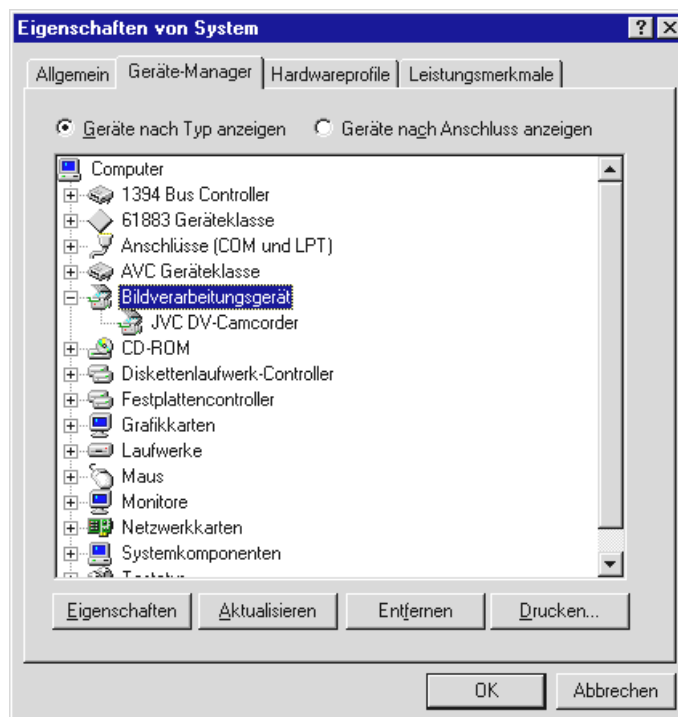 Eigenschaften von System
Allgemein Geräte-Manager Hardwareprofile Leistungsmerkmale
Geräte nach Typ anzeigen Geräte nach Anschluss anzeigen
Computer
1394 Bus Controller
61883 Geräteklasse
Anschlüsse (COM und LPT)
AVC Geräteklasse
Bildverarbeitungsgerät
JVC DV-Camcorder
CD-ROM
Diskettenlaufwerk-Controller
Festplattencontroller
Grafikkarten
Laufwerke
Maus
Monitore
Netzwerkkarten
Systemkomponenten
Eigenschaften Aktualisieren Entfernen Drucken...
OK Abbrechen